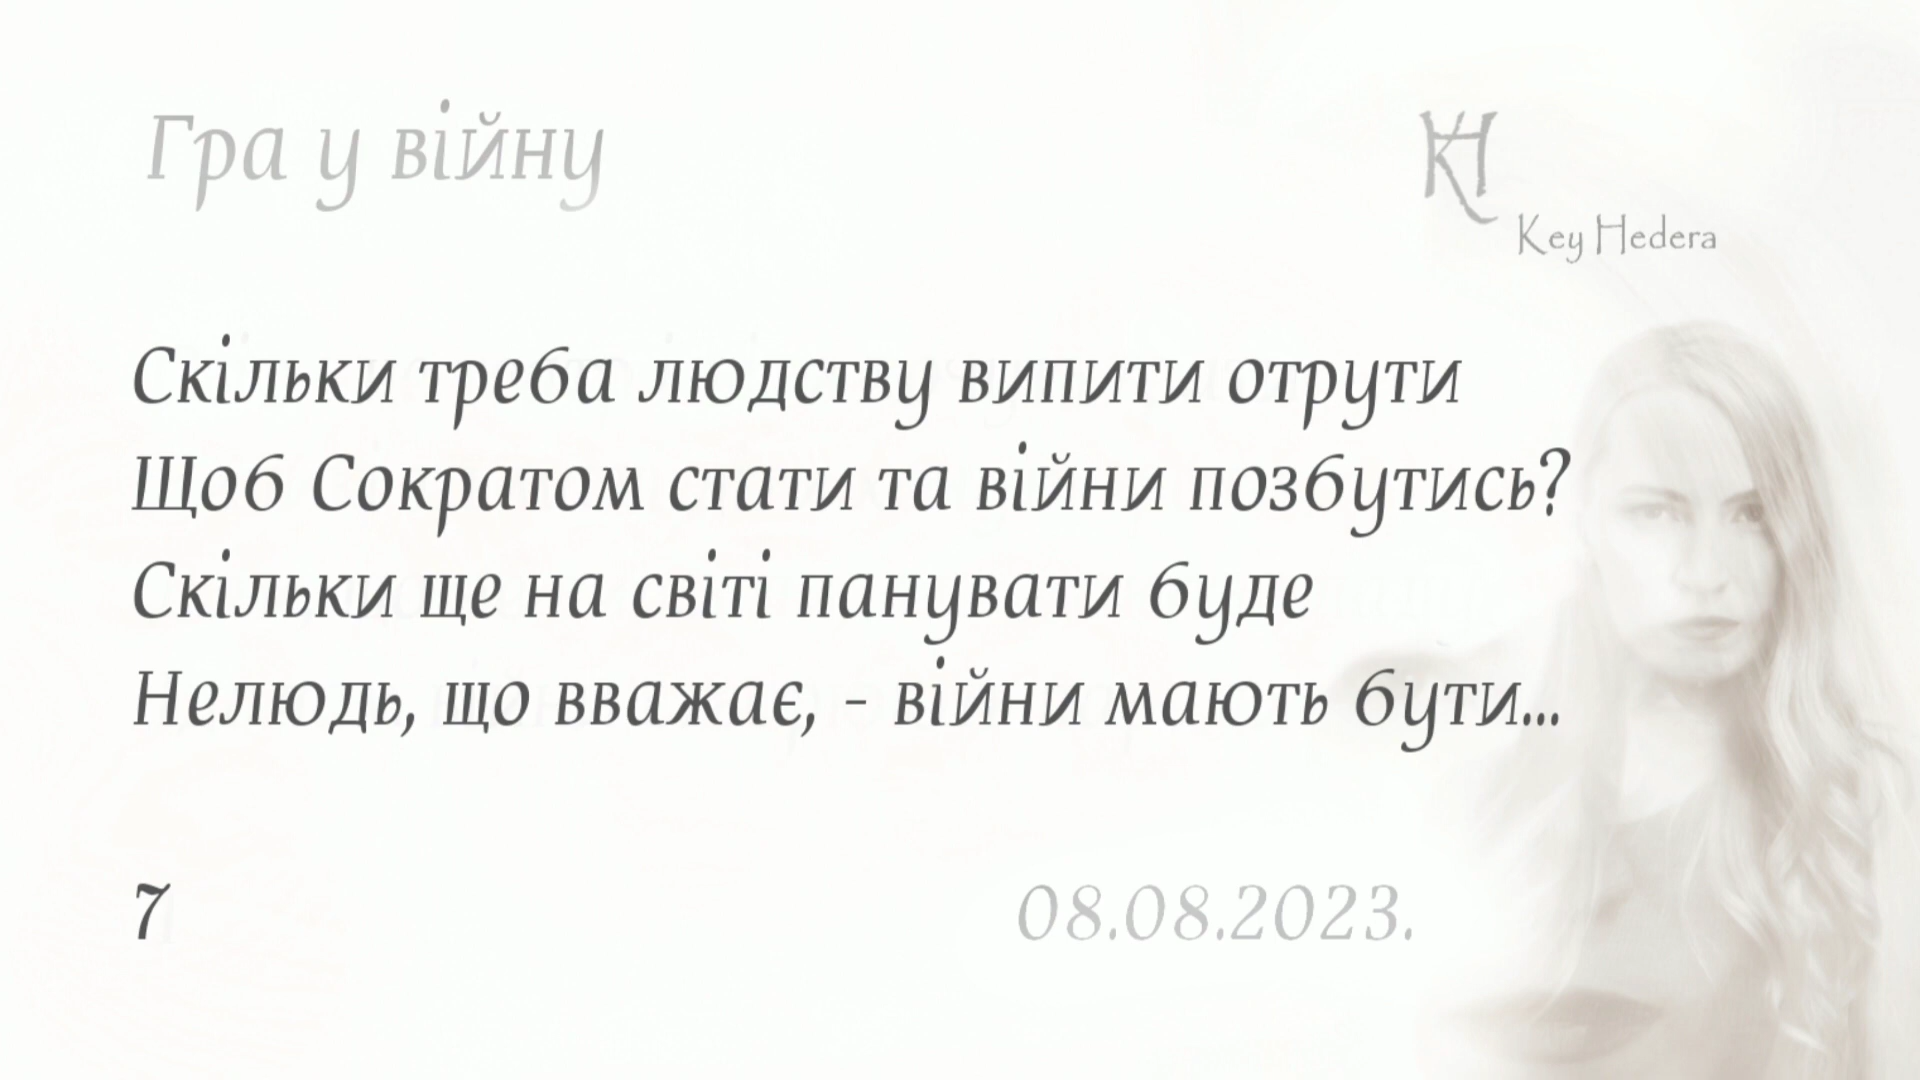 Гра у війну
КН
Key Hedera
Скільки треба людству випити отрути
Щоб Сократом стати та війни позбутись?
Скільки ще на світі панувати буде
Нелюдь, що вважає, - війни мають бути...
7
08.08.2023.